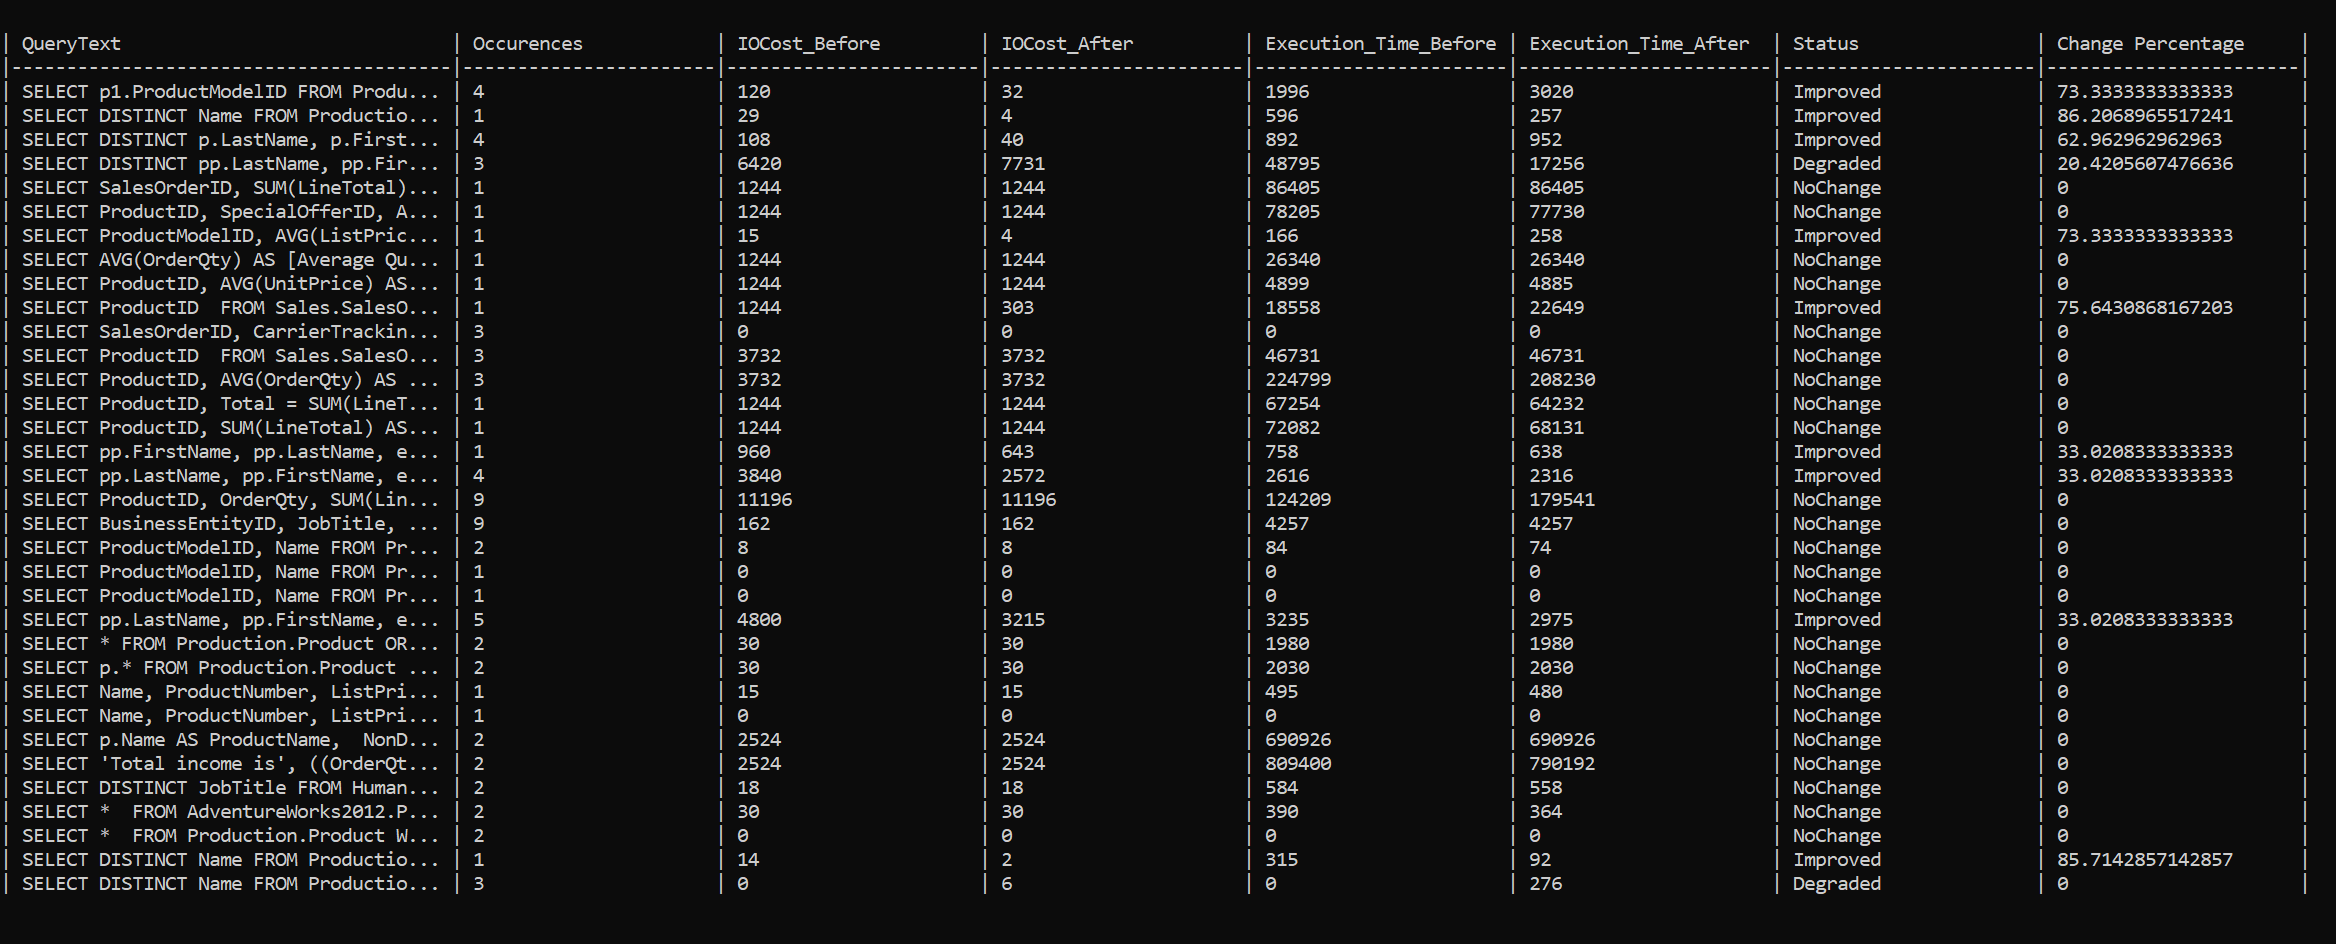 | QueryText | Occurences | IOCost_Before | IOCost_After | Execution_Time_Before | Execution_Time_After | Status | Change Percentage |
|----------------------------------------|-----------------------|-----------------------|-----------------------|-----------------------|-----------------------|-----------------------|-----------------------|
| SELECT p1.ProductModelID FROM Produ... | 4 | 120 | 32 | 1996 | 3020 | Improved | 73.3333333333333 |
| SELECT DISTINCT Name FROM Productio... | 1 | 29 | 4 | 596 | 257 | Improved | 86.2068965517241 |
| SELECT DISTINCT p.LastName, p.First... | 4 | 108 | 40 | 892 | 952 | Improved | 62.962962962963 |
| SELECT DISTINCT pp.LastName, pp.Fir... | 3 | 6420 | 7731 | 48795 | 17256 | Degraded | 20.4205607476636 |
| SELECT SalesOrderID, SUM(LineTotal)... | 1 | 1244 | 1244 | 86405 | 86405 | NoChange | 0 |
| SELECT ProductID, SpecialOfferID, A... | 1 | 1244 | 1244 | 78205 | 77730 | NoChange | 0 |
| SELECT ProductModelID, AVG(ListPric... | 1 | 15 | 4 | 166 | 258 | Improved | 73.3333333333333 |
| SELECT AVG(OrderQty) AS [Average Qu... | 1 | 1244 | 1244 | 26340 | 26340 | NoChange | 0 |
| SELECT ProductID, AVG(UnitPrice) AS... | 1 | 1244 | 1244 | 4899 | 4885 | NoChange | 0 |
| SELECT ProductID  FROM Sales.SalesO... | 1 | 1244 | 303 | 18558 | 22649 | Improved | 75.6430868167203 |
| SELECT SalesOrderID, CarrierTrackin... | 3 | 0 | 0 | 0 | 0 | NoChange | 0 |
| SELECT ProductID  FROM Sales.SalesO... | 3 | 3732 | 3732 | 46731 | 46731 | NoChange | 0 |
| SELECT ProductID, AVG(OrderQty) AS ... | 3 | 3732 | 3732 | 224799 | 208230 | NoChange | 0 |
| SELECT ProductID, Total = SUM(LineT... | 1 | 1244 | 1244 | 67254 | 64232 | NoChange | 0 |
| SELECT ProductID, SUM(LineTotal) AS... | 1 | 1244 | 1244 | 72082 | 68131 | NoChange | 0 |
| SELECT pp.FirstName, pp.LastName, e... | 1 | 960 | 643 | 758 | 638 | Improved | 33.0208333333333 |
| SELECT pp.LastName, pp.FirstName, e... | 4 | 3840 | 2572 | 2616 | 2316 | Improved | 33.0208333333333 |
| SELECT ProductID, OrderQty, SUM(Lin... | 9 | 11196 | 11196 | 124209 | 179541 | NoChange | 0 |
| SELECT BusinessEntityID, JobTitle, ... | 9 | 162 | 162 | 4257 | 4257 | NoChange | 0 |
| SELECT ProductModelID, Name FROM Pr... | 2 | 8 | 8 | 84 | 74 | NoChange | 0 |
| SELECT ProductModelID, Name FROM Pr... | 1 | 0 | 0 | 0 | 0 | NoChange | 0 |
| SELECT ProductModelID, Name FROM Pr... | 1 | 0 | 0 | 0 | 0 | NoChange | 0 |
| SELECT pp.LastName, pp.FirstName, e... | 5 | 4800 | 3215 | 3235 | 2975 | Improved | 33.0208333333333 |
| SELECT * FROM Production.Product OR... | 2 | 30 | 30 | 1980 | 1980 | NoChange | 0 |
| SELECT p.* FROM Production.Product ... | 2 | 30 | 30 | 2030 | 2030 | NoChange | 0 |
| SELECT Name, ProductNumber, ListPri... | 1 | 15 | 15 | 495 | 480 | NoChange | 0 |
| SELECT Name, ProductNumber, ListPri... | 1 | 0 | 0 | 0 | 0 | NoChange | 0 |
| SELECT p.Name AS ProductName,  NonD... | 2 | 2524 | 2524 | 690926 | 690926 | NoChange | 0 |
| SELECT 'Total income is', ((OrderQt... | 2 | 2524 | 2524 | 809400 | 790192 | NoChange | 0 |
| SELECT DISTINCT JobTitle FROM Human... | 2 | 18 | 18 | 584 | 558 | NoChange | 0 |
| SELECT *  FROM AdventureWorks2012.P... | 2 | 30 | 30 | 390 | 364 | NoChange | 0 |
| SELECT *  FROM Production.Product W... | 2 | 0 | 0 | 0 | 0 | NoChange | 0 |
| SELECT DISTINCT Name FROM Productio... | 1 | 14 | 2 | 315 | 92 | Improved | 85.7142857142857 |
| SELECT DISTINCT Name FROM Productio... | 3 | 0 | 6 | 0 | 276 | Degraded | 0 |